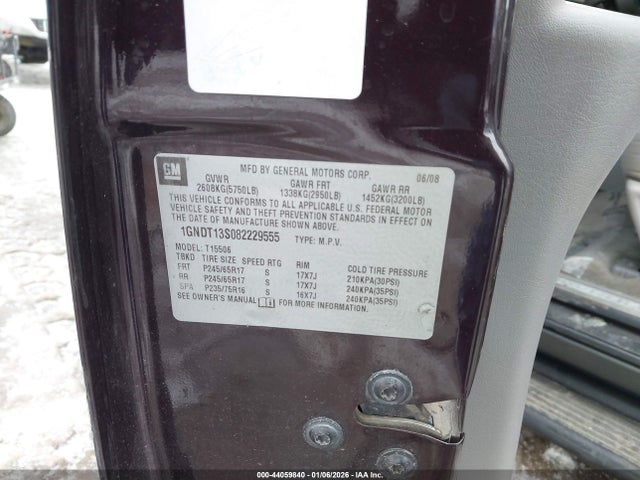 GM
MFD BY GENERAL MOTORS CORP. 06/08
GVWR GAWR FRT GAWR RR
2608KG(5750LB) 1338KG(2950LB) 1452KG(3200LB)
THIS VEHICLE CONFORMS TO ALL APPLICABLE U.S. FEDERAL MOTOR
VEHICLE SAFETY AND THEFT PREVENTION STANDARDS IN EFFECT ON
THE DATE OF MANUFACTURE SHOWN ABOVE.
1GNDT13S082229555 TYPE: M.P.V.
MODEL: T15506
TBKD TIRE SIZE SPEED RTG RIM COLD TIRE PRESSURE
FRT P245/65R17 S 17X7J 210KPA(30PSI)
RR P245/65R17 S 17X7J 240KPA(35PSI)
SPA P235/75R16 S 16X7J 240KPA(35PSI)
SEE OWNER'S MANUAL FOR MORE INFORMATION.
000-44059840 - 01/06/2026 - IAA Inc.